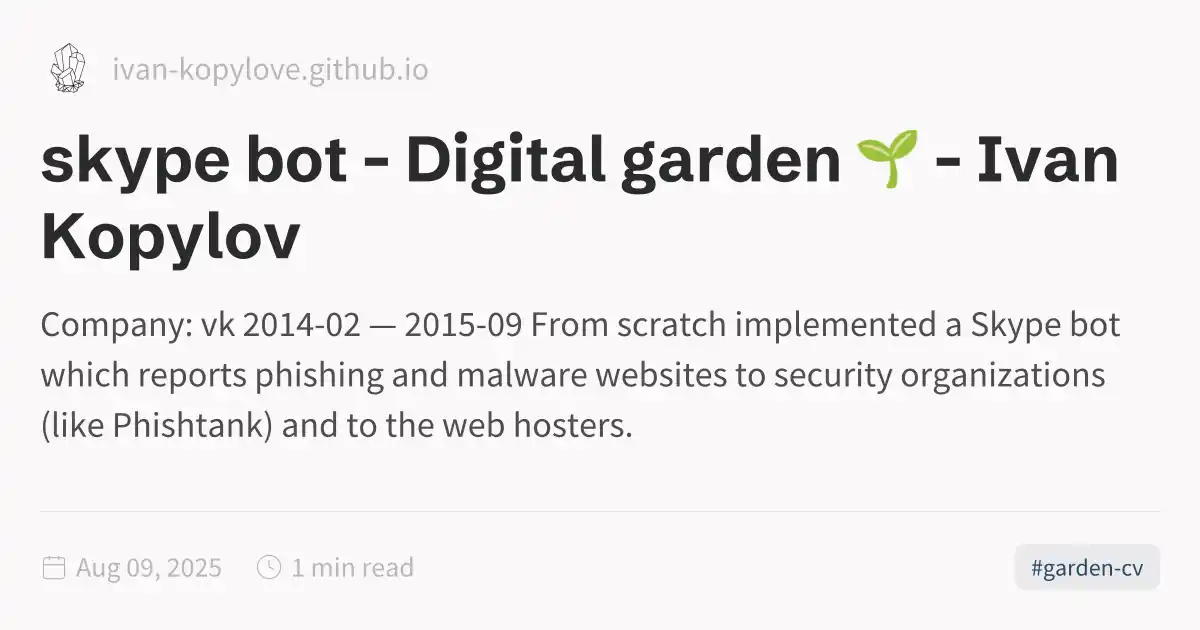 ivan-kopylove.github.io
skype bot - Digital garden 🌱 - Ivan
Kopylov
Company: vk 2014-02 — 2015-09 From scratch implemented a Skype bot
which reports phishing and malware websites to security organizations
(like Phishtank) and to the web hosters.
Aug 09, 2025 1 min read #garden-cv